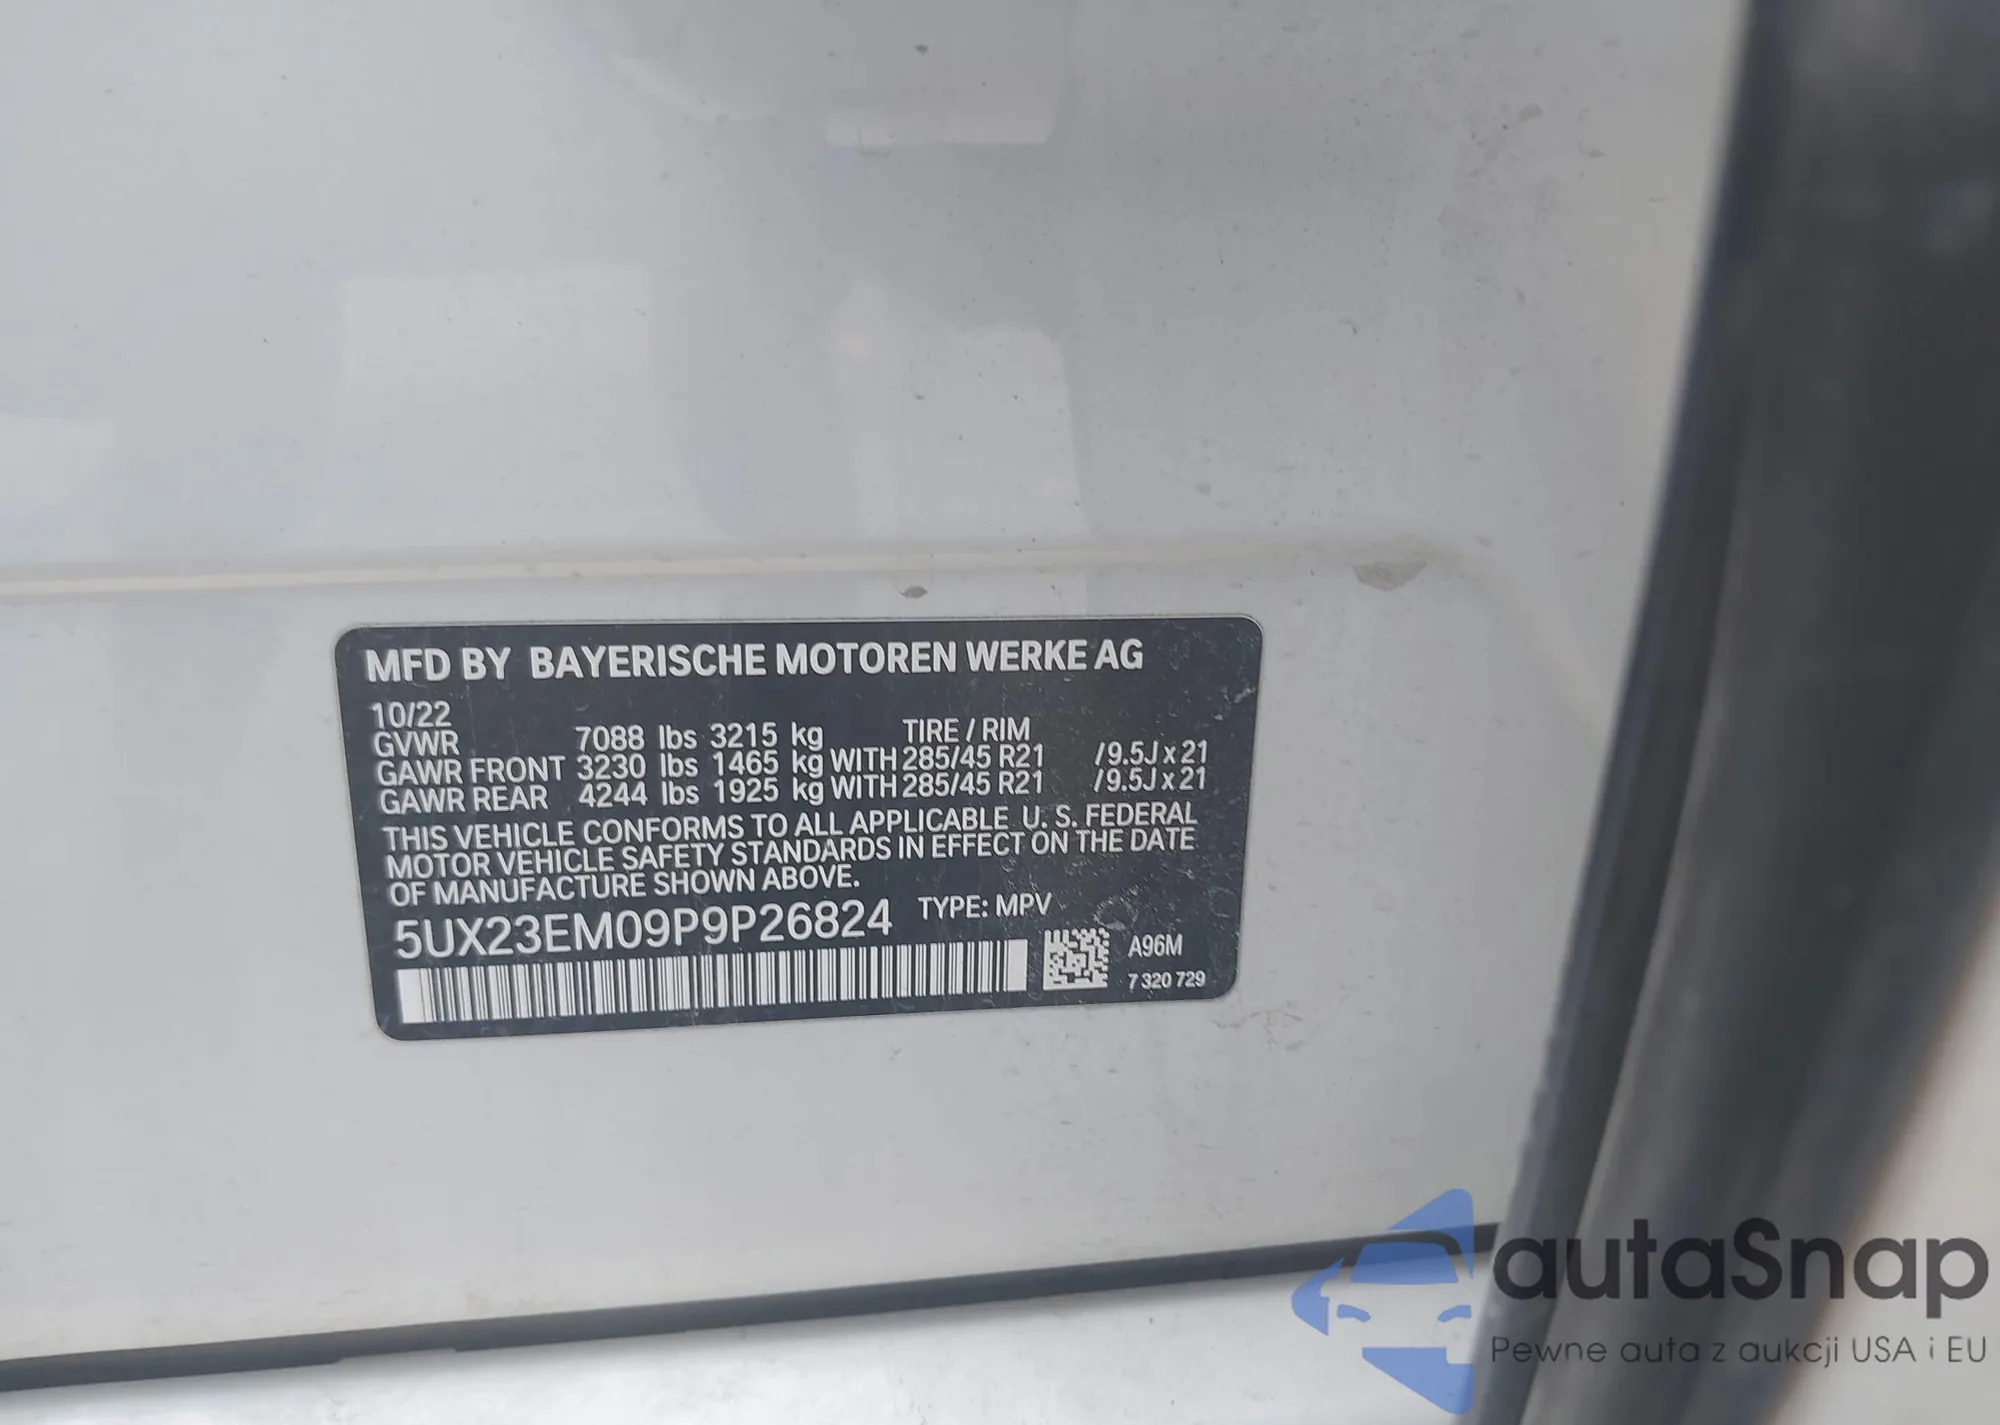 MFD BY BAYERISCHE MOTOREN WERKE AG
10/22
GVWR 7088 lbs 3215 kg TIRE / RIM
GAWR FRONT 3230 lbs 1465 kg WITH 285/45 R21 /9.5J x 21
GAWR REAR 4244 lbs 1925 kg WITH 285/45 R21 /9.5J x 21
THIS VEHICLE CONFORMS TO ALL APPLICABLE U. S. FEDERAL
MOTOR VEHICLE SAFETY STANDARDS IN EFFECT ON THE DATE
OF MANUFACTURE SHOWN ABOVE.
5UX23EM09P9P26824 TYPE: MPV
A96M
7 320 729
autaSnap
Pewne auta z aukcji USA i EU